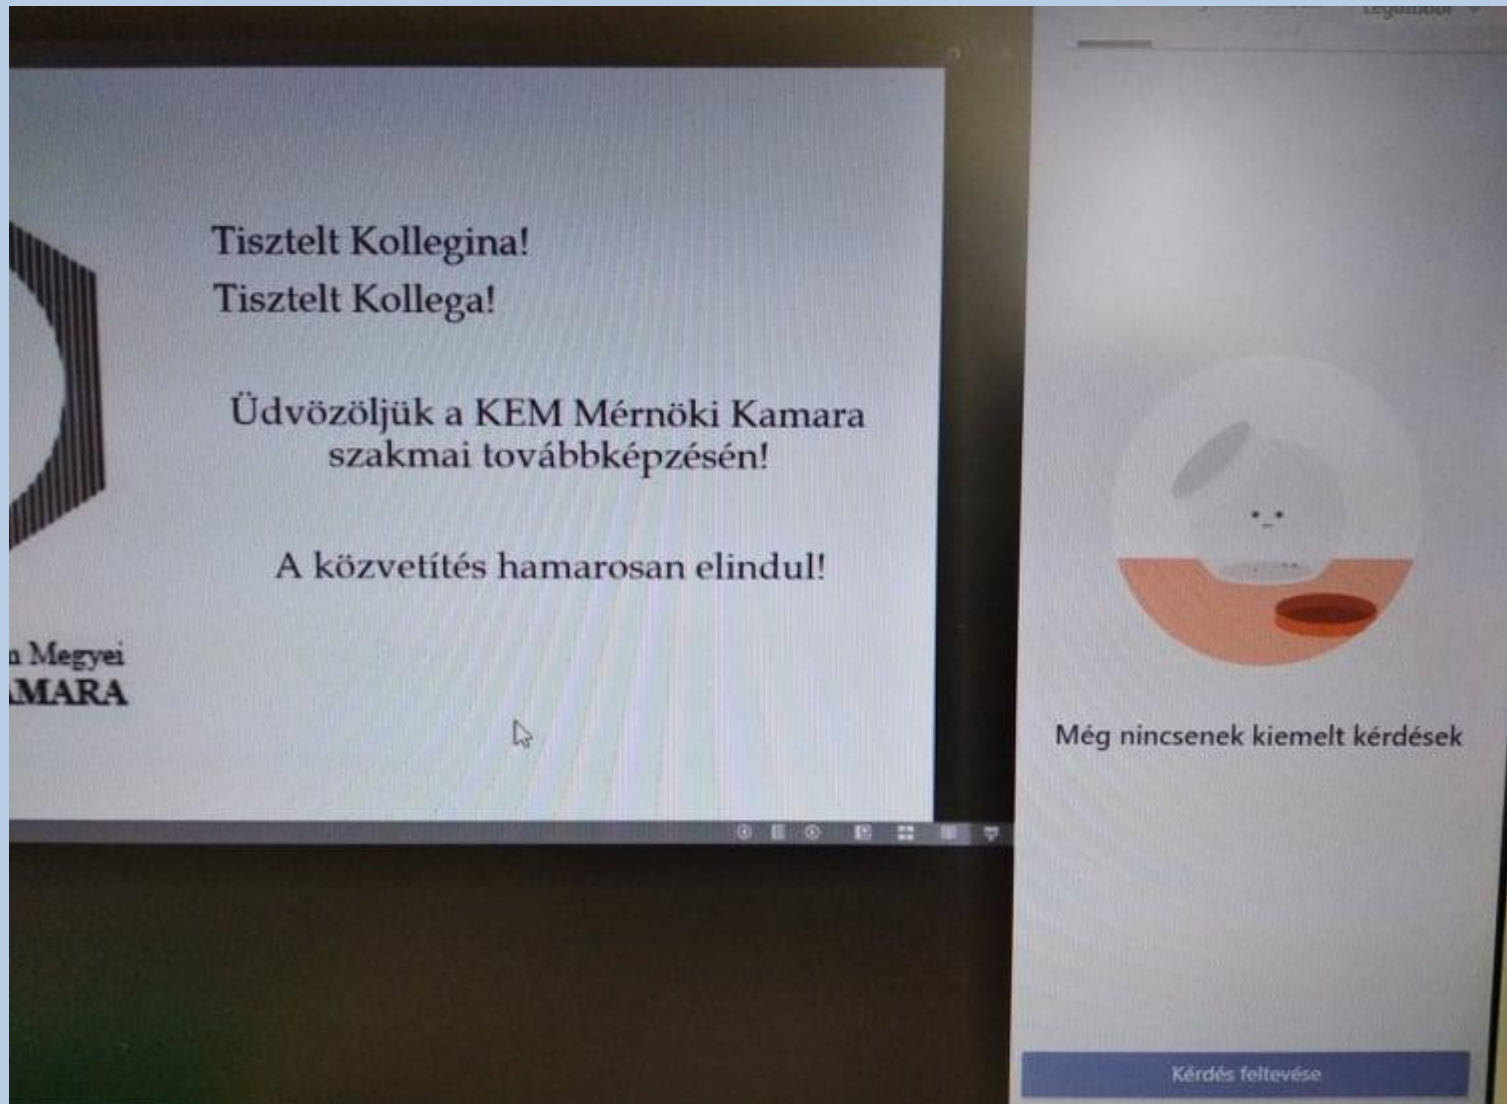 Tisztelt Kollegina!
Tisztelt Kollega!
Üdvözöljük a KEM Mérnöki Kamara
szakmai továbbképzésén!
A közvetítés hamarosan elindul!
Megyei
Még nincsenek kiemelt kérdések
Kérdés feltevése